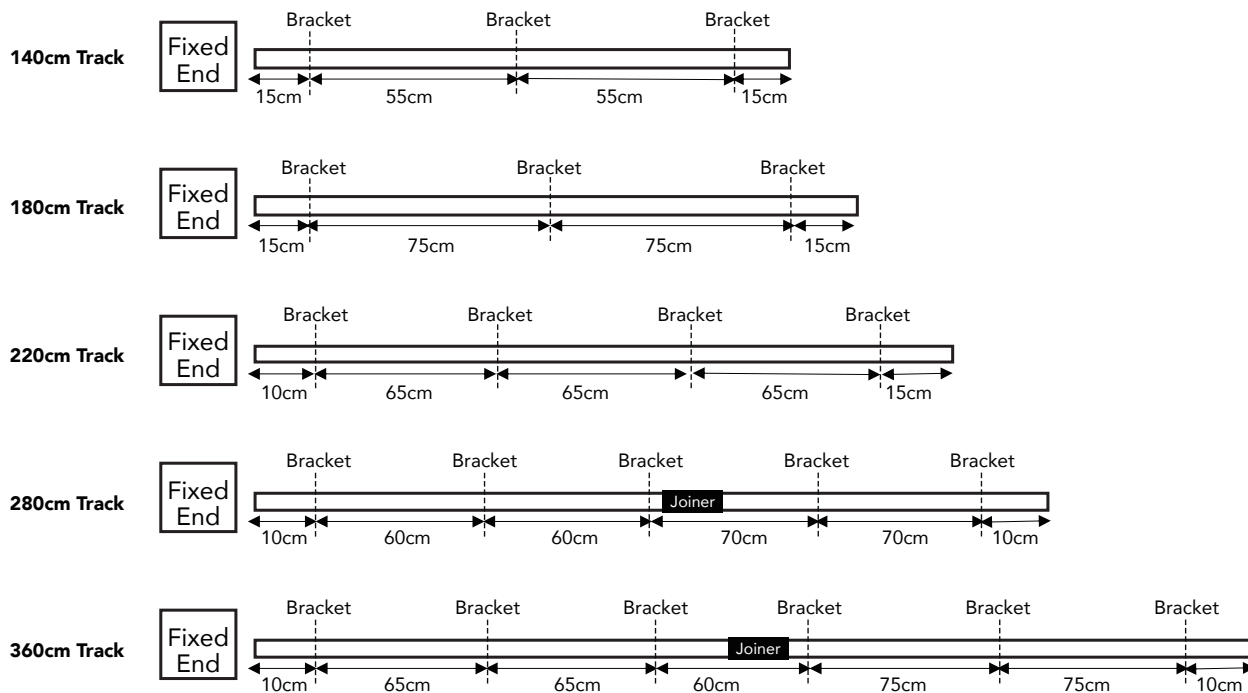 Bracket Bracket Bracket
140cm Track Fixed End
15cm 55cm 55cm 15cm
Bracket Bracket Bracket
180cm Track Fixed End
15cm 75cm 75cm 15cm
Bracket Bracket Bracket Bracket
220cm Track Fixed End
10cm 65cm 65cm 65cm 15cm
Bracket Bracket Bracket Bracket Bracket
280cm Track Fixed End Joiner
10cm 60cm 60cm 70cm 70cm 10cm
Bracket Bracket Bracket Bracket Bracket Bracket
360cm Track Fixed End Joiner
10cm 65cm 65cm 60cm 75cm 75cm 10cm